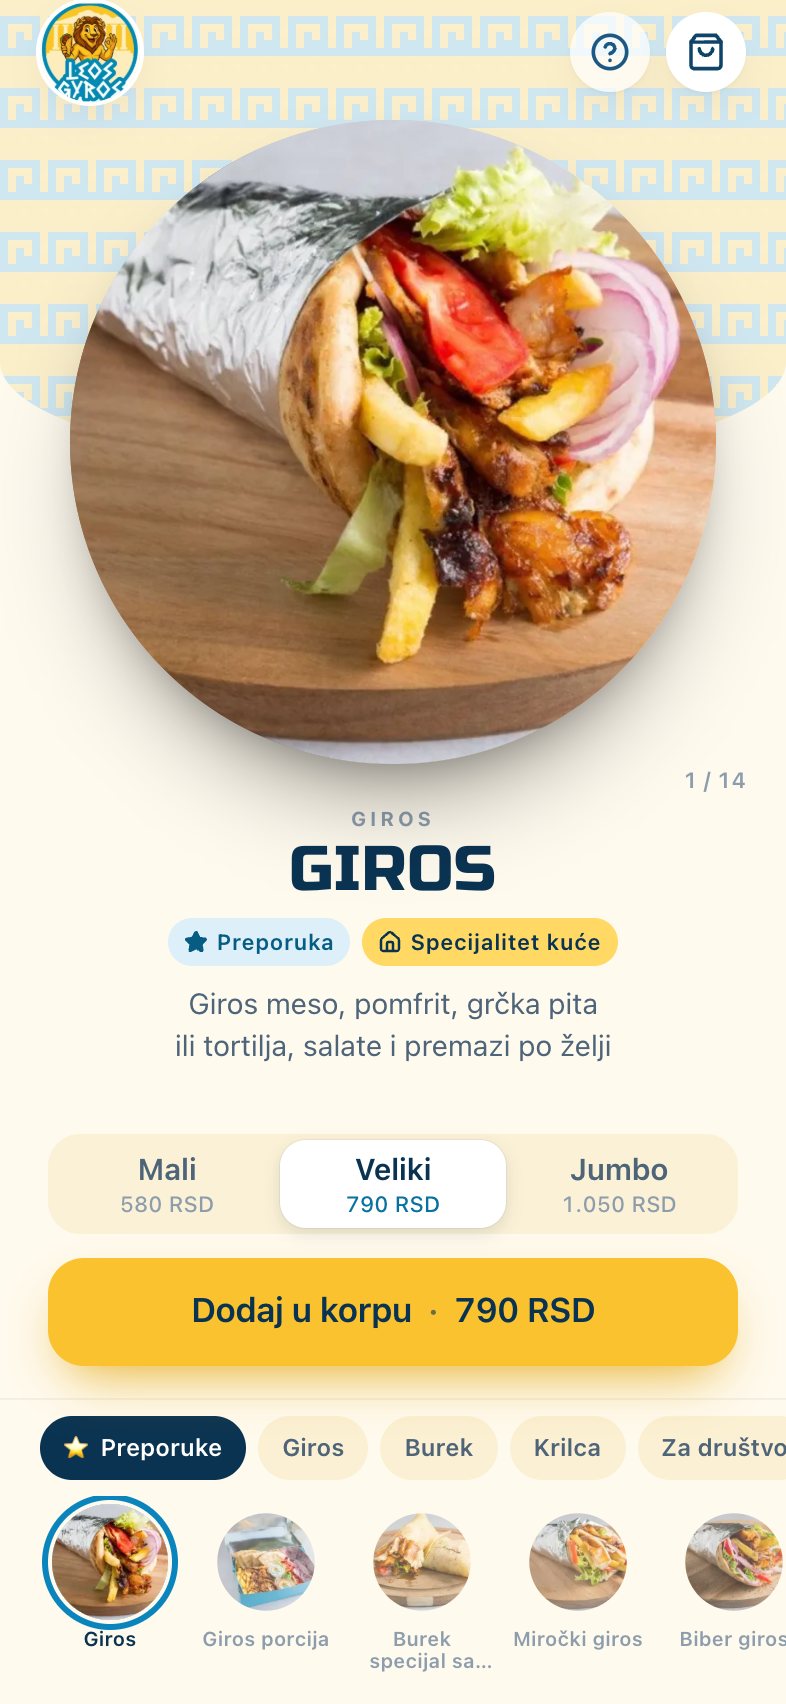 LEOS
GYROS
1 / 14
GIROS
GIROS
Preporuka
Specijalitet kuće
Giros meso, pomfrit, grčka pita
ili tortilja, salate i premazi po želji
Mali
580 RSD
Veliki
790 RSD
Jumbo
1.050 RSD
Dodaj u korpu · 790 RSD
Preporuke
Giros
Burek
Krilca
Za društvo
Giros
Giros porcija
Burek
specijal sa...
Miročki giros
Biber giros